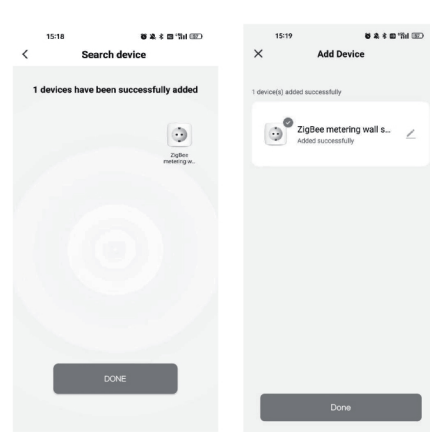 15:18
Search device
1 devices have been successfully added
ZigBee
metering w...
DONE
15:19
Add Device
1 device(s) added successfully
ZigBee metering wall s...
Added successfully
Done